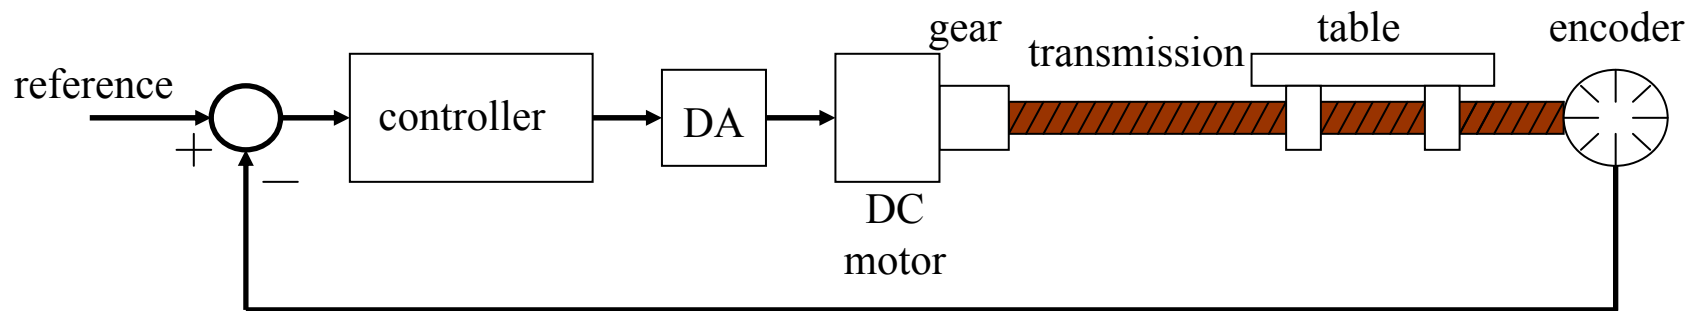 reference
+
−
controller
DA
DC
motor
gear
transmission
table
encoder